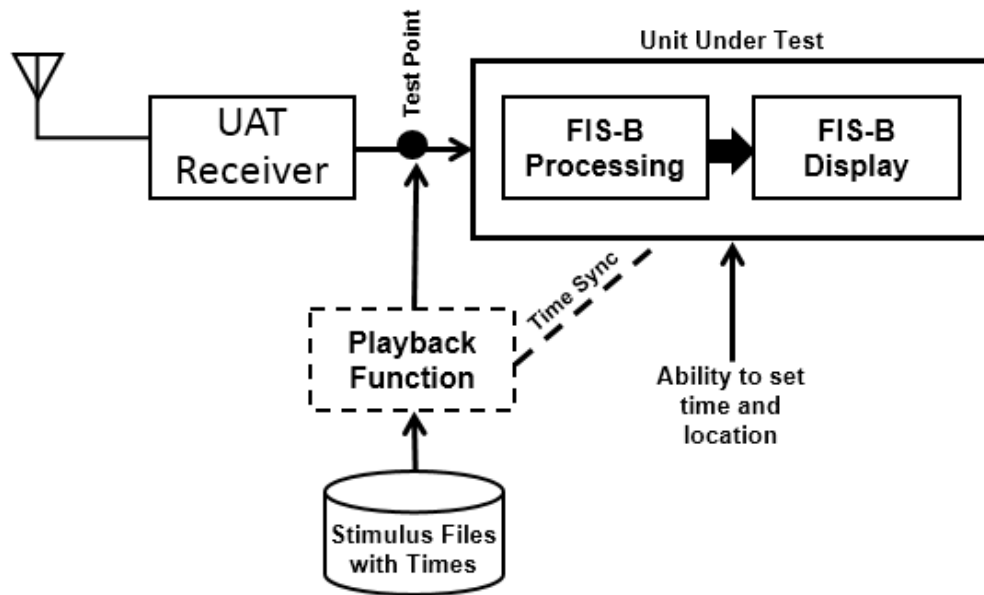 Unit Under Test
Test Point
UAT
Receiver
FIS-B
Processing
FIS-B
Display
Time Sync
Playback
Function
Ability to set
time and
location
Stimulus Files
with Times